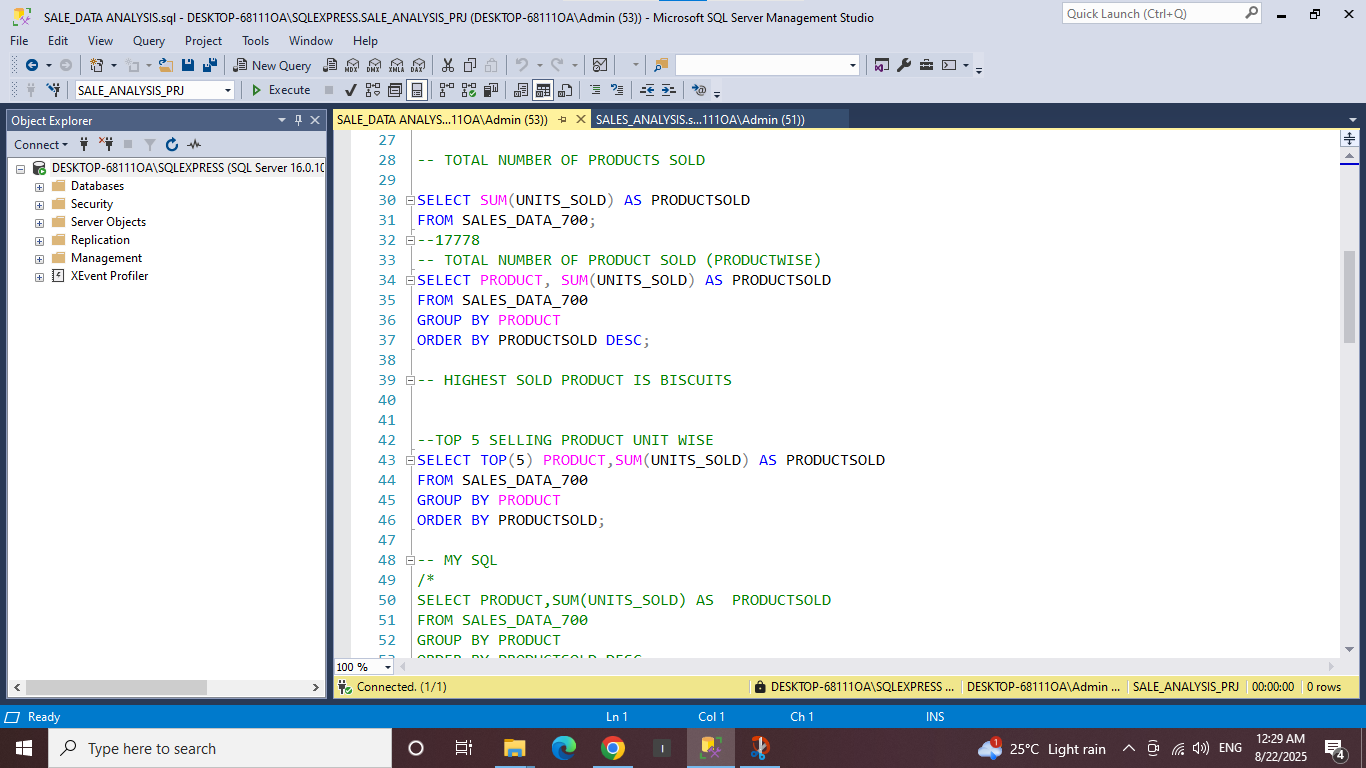 SALE_DATA ANALYSIS.sql - DESKTOP-68111OA\SQLEXPRESS.SALE_ANALYSIS_PRJ (DESKTOP-68111OA\Admin (53)) - Microsoft SQL Server Management Studio
Quick Launch (Ctrl+Q)
File Edit View Query Project Tools Window Help
New Query MDX DMX XMLA DAX
SALE_ANALYSIS_PRJ Execute
Object Explorer
SALE_DATA ANALYS...11OA\Admin (53)) SALES_ANALYSIS.s...111OA\Admin (51))
Connect
DESKTOP-68111OA\SQLEXPRESS (SQL Server 16.0.10
Databases
Security
Server Objects
Replication
Management
XEvent Profiler
27
28 -- TOTAL NUMBER OF PRODUCTS SOLD
29
30 SELECT SUM(UNITS_SOLD) AS PRODUCTSOLD
31 FROM SALES_DATA_700;
32 --17778
33 -- TOTAL NUMBER OF PRODUCT SOLD (PRODUCTWISE)
34 SELECT PRODUCT, SUM(UNITS_SOLD) AS PRODUCTSOLD
35 FROM SALES_DATA_700
36 GROUP BY PRODUCT
37 ORDER BY PRODUCTSOLD DESC;
38
39 -- HIGHEST SOLD PRODUCT IS BISCUITS
40
41
42 --TOP 5 SELLING PRODUCT UNIT WISE
43 SELECT TOP(5) PRODUCT,SUM(UNITS_SOLD) AS PRODUCTSOLD
44 FROM SALES_DATA_700
45 GROUP BY PRODUCT
46 ORDER BY PRODUCTSOLD;
47
48 -- MY SQL
49 /*
50 SELECT PRODUCT,SUM(UNITS_SOLD) AS  PRODUCTSOLD
51 FROM SALES_DATA_700
52 GROUP BY PRODUCT
53 ORDER BY PRODUCTSOLD DESC
100 %
Connected. (1/1) DESKTOP-68111OA\SQLEXPRESS ... DESKTOP-68111OA\Admin ... SALE_ANALYSIS_PRJ 00:00:00 0 rows
Ready Ln 1 Col 1 Ch 1 INS
Type here to search
1 25°C Light rain ENG
12:29 AM
8/22/2025
4